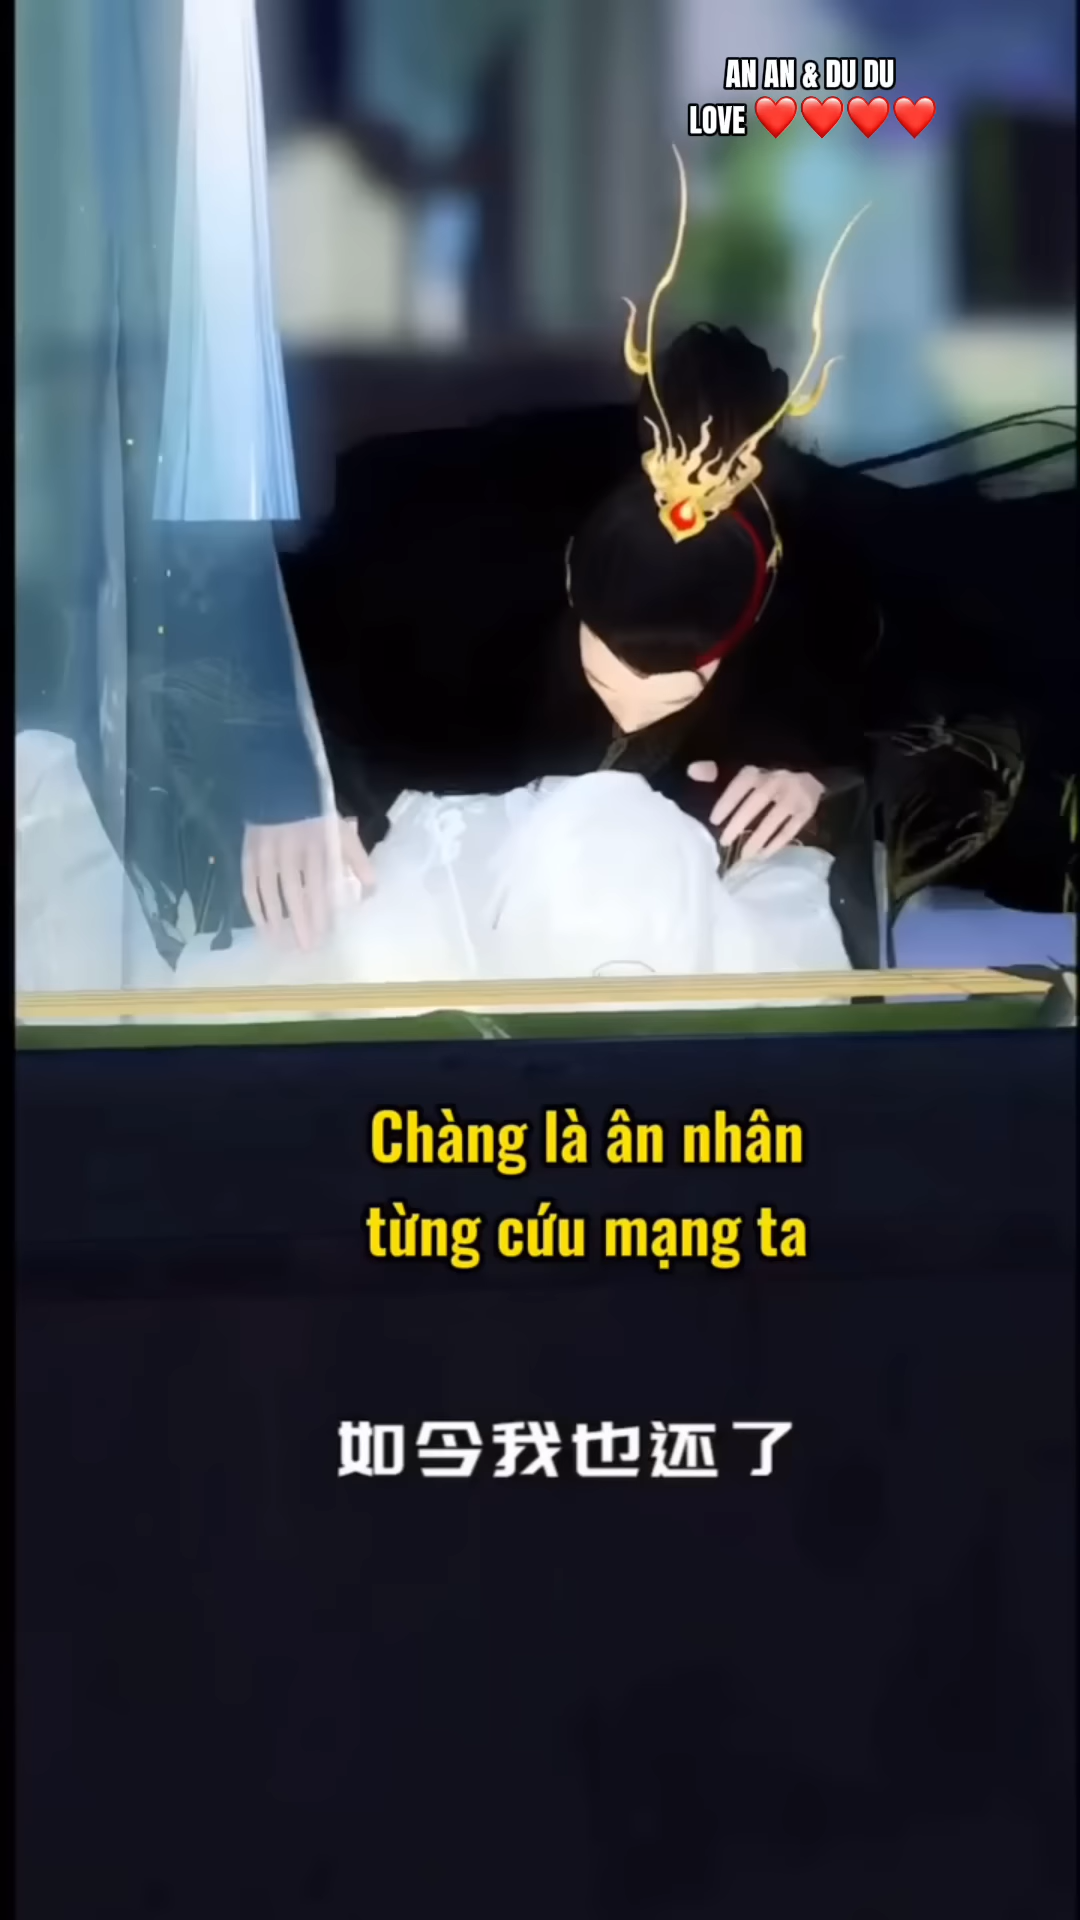 AN AN & DU DU
LOVE ❤️❤️❤️❤️
Chàng là ân nhân
từng cứu mạng ta
如今我也还了